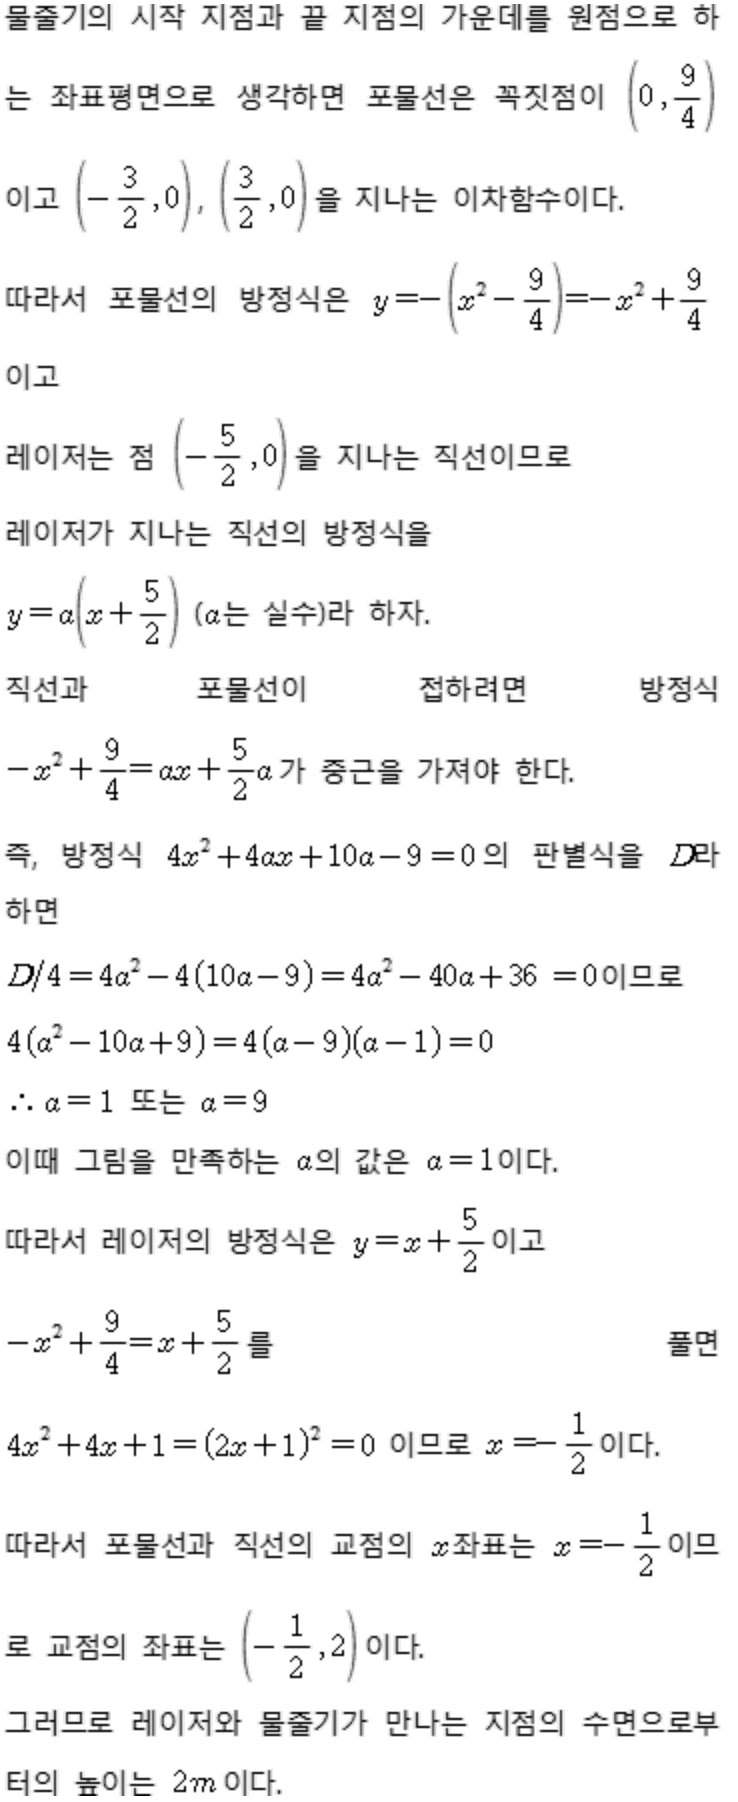 물줄기의 시작 지점과 끝 지점의 가운데를 원점으로 하
는 좌표평면으로 생각하면 포물선은 꼭짓점이 (0, 9/4)
이고 (-3/2, 0), (3/2, 0)을 지나는 이차함수이다.
따라서 포물선의 방정식은 y=-(x²-9/4)=-x²+9/4
이고
레이저는 점 (-5/2, 0)을 지나는 직선이므로
레이저가 지나는 직선의 방정식을
y=a(x+5/2) (a는 실수)라 하자.
직선과 포물선이 접하려면 방정식
-x²+9/4=ax+5/2a가 중근을 가져야 한다.
즉, 방정식 4x²+4ax+10a-9=0의 판별식을 D라
하면
D/4=4a²-4(10a-9)=4a²-40a+36 =0이므로
4(a²-10a+9)=4(a-9)(a-1)=0
∴ a=1 또는 a=9
이때 그림을 만족하는 a의 값은 a=1이다.
따라서 레이저의 방정식은 y=x+5/2이고
-x²+9/4=x+5/2를 풀면
4x²+4x+1=(2x+1)²=0 이므로 x=-1/2이다.
따라서 포물선과 직선의 교점의 x좌표는 x=-1/2이므
로 교점의 좌표는 (-1/2, 2)이다.
그러므로 레이저와 물줄기가 만나는 지점의 수면으로부
터의 높이는 2m이다.